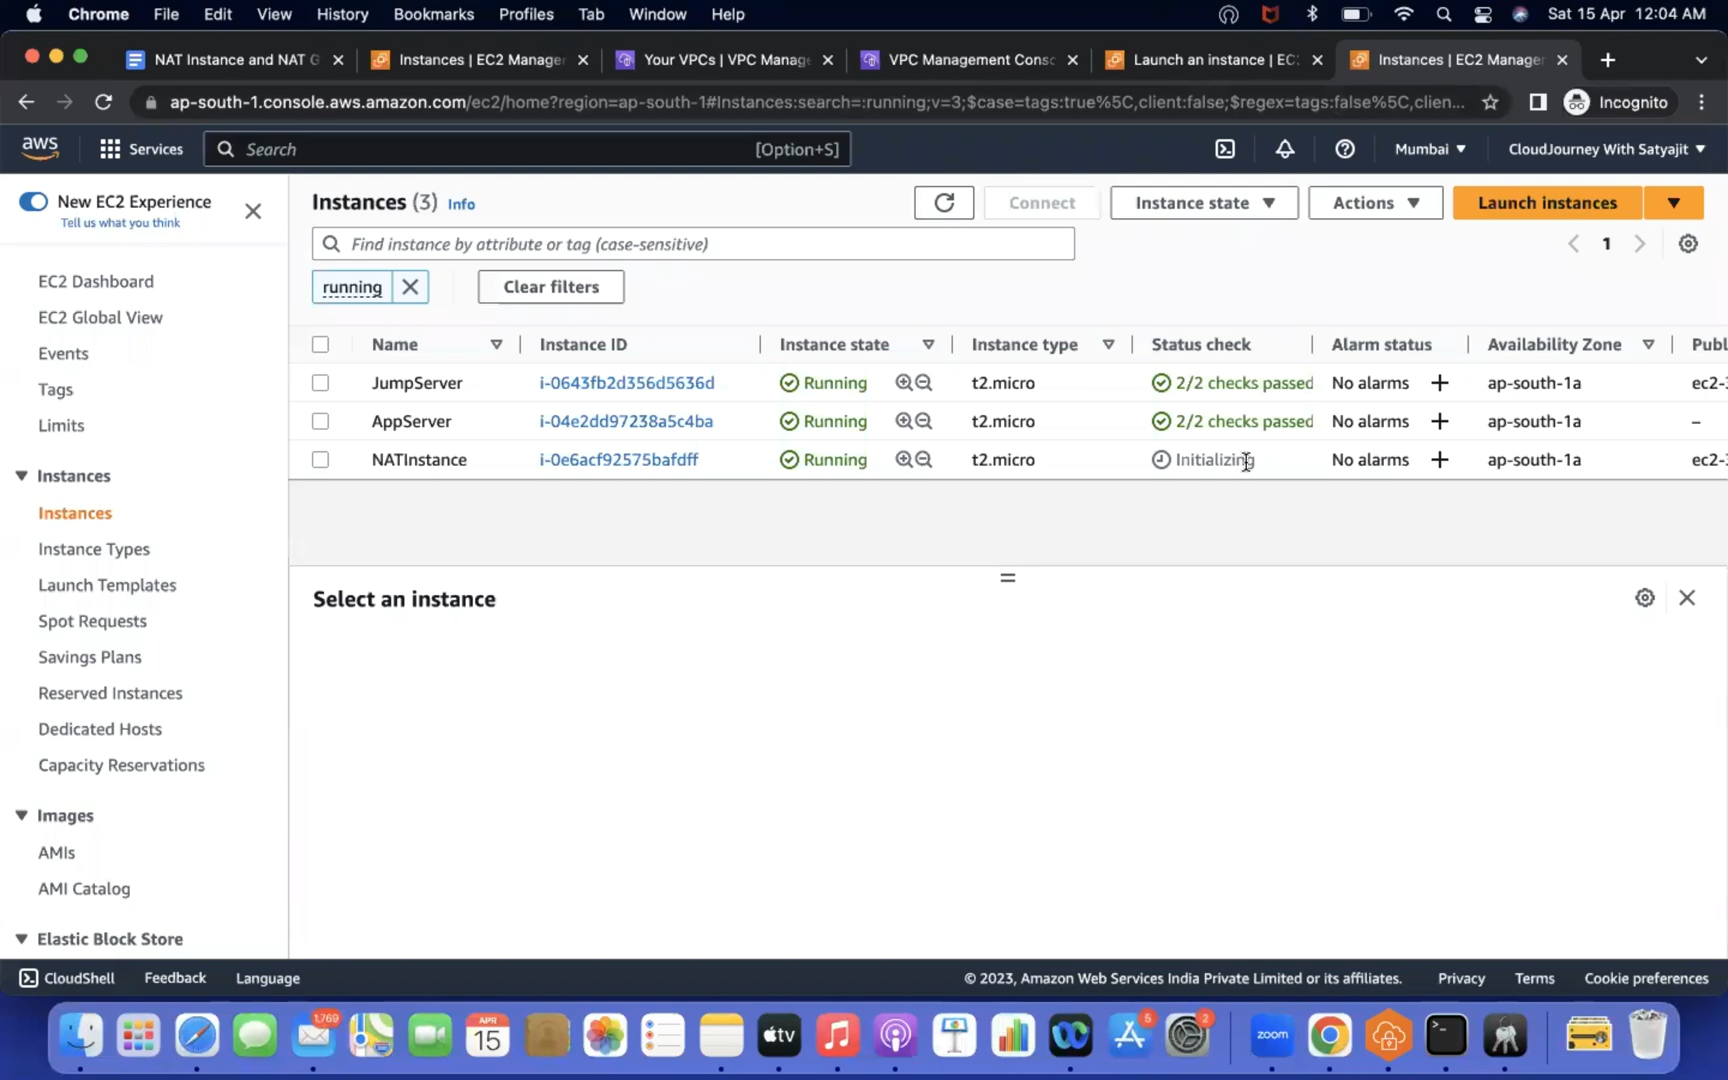 Chrome File Edit View History Bookmarks Profiles Tab Window Help Sat 15 Apr 12:04 AM
NAT Instance and NAT G Instances | EC2 Manager Your VPCs | VPC Manage VPC Management Conso Launch an instance | EC2 Instances | EC2 Manager
ap-south-1.console.aws.amazon.com/ec2/home?region=ap-south-1#Instances:search=:running;v=3;$case=tags:true%5C,client:false;$regex=tags:false%5C,clien... Incognito
aws Services Search [Option+S] Mumbai CloudJourney With Satyajit
New EC2 Experience
Tell us what you think
EC2 Dashboard
EC2 Global View
Events
Tags
Limits
Instances
Instances
Instance Types
Launch Templates
Spot Requests
Savings Plans
Reserved Instances
Dedicated Hosts
Capacity Reservations
Images
AMIs
AMI Catalog
Elastic Block Store
Instances (3) Info Connect Instance state Actions Launch instances
Find instance by attribute or tag (case-sensitive) 1
running Clear filters
Name Instance ID Instance state Instance type Status check Alarm status Availability Zone Publ
JumpServer i-0643fb2d356d5636d Running t2.micro 2/2 checks passed No alarms ap-south-1a ec2-3
AppServer i-04e2dd97238a5c4ba Running t2.micro 2/2 checks passed No alarms ap-south-1a –
NATInstance i-0e6acf92575bafdff Running t2.micro Initializing No alarms ap-south-1a ec2-3
Select an instance
CloudShell Feedback Language © 2023, Amazon Web Services India Private Limited or its affiliates. Privacy Terms Cookie preferences
1,769 APR 15 tv 5 2 zoom